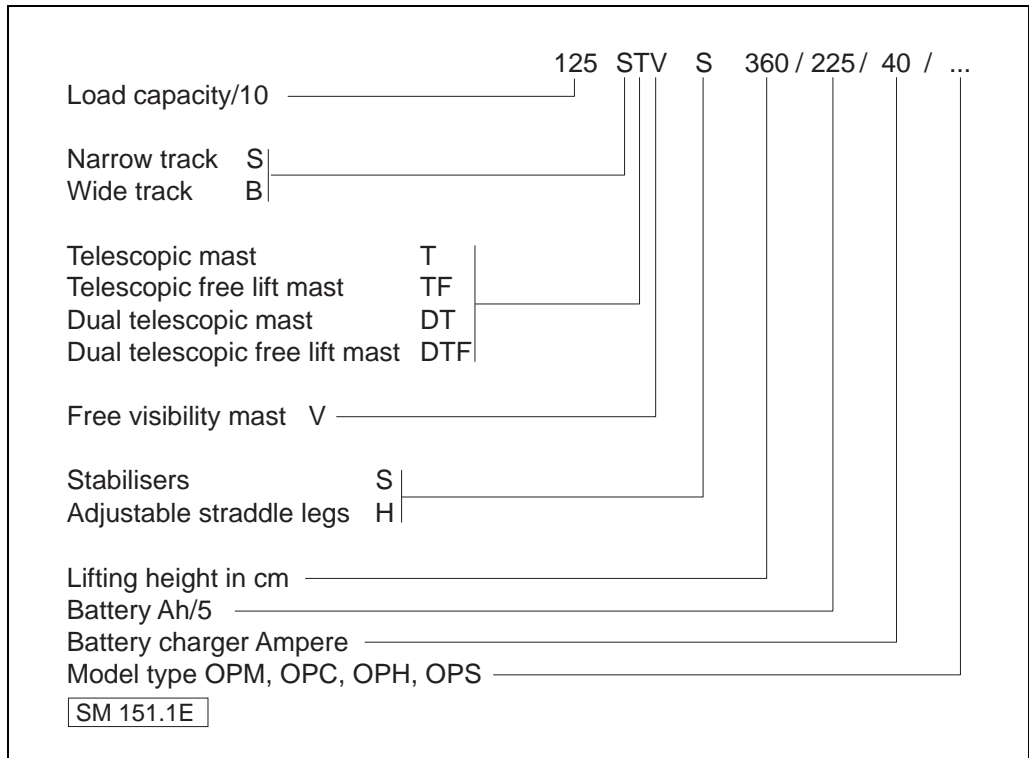 125 STV S 360 / 225 / 40 / ...
Load capacity/10
Narrow track S
Wide track B
Telescopic mast T
Telescopic free lift mast TF
Dual telescopic mast DT
Dual telescopic free lift mast DTF
Free visibility mast V
Stabilisers S
Adjustable straddle legs H
Lifting height in cm
Battery Ah/5
Battery charger Ampere
Model type OPM, OPC, OPH, OPS
SM 151.1E